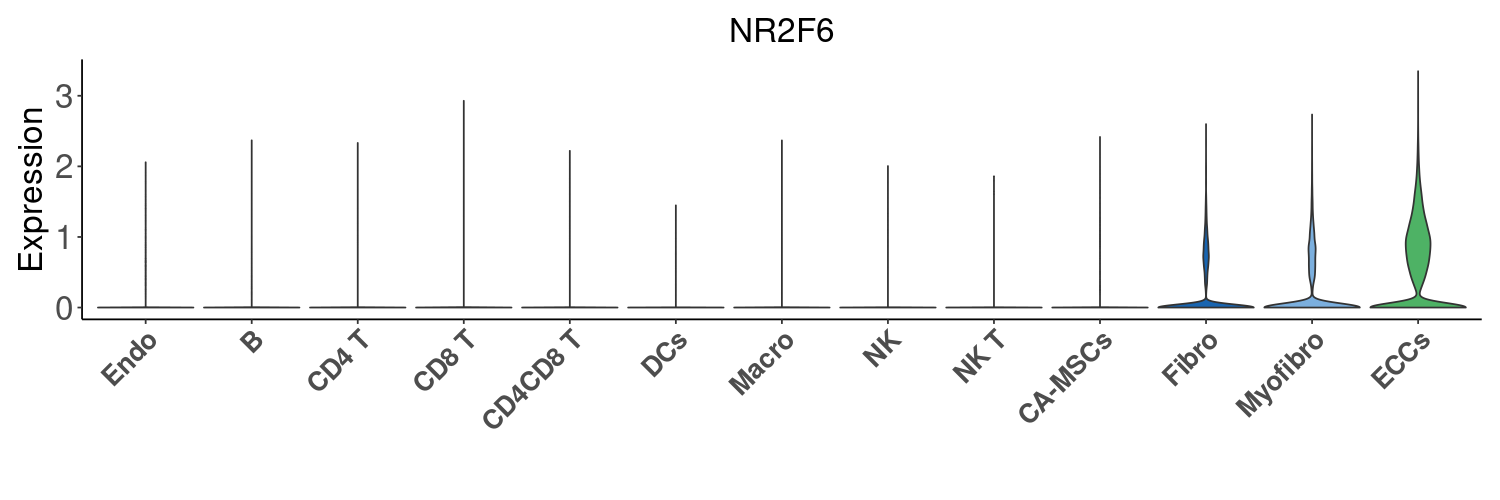 NR2F6
Expression
3
2
1
0
Endo
B
CD4 T
CD8 T
CD4CD8 T
DCs
Macro
NK
NK T
CA-MSCs
Fibro
Myofibro
ECCs